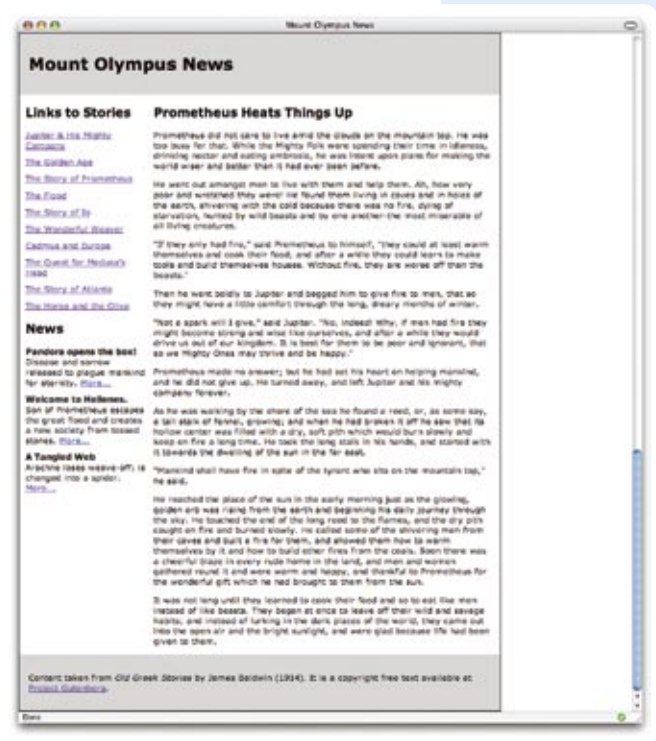 Mount Olympus News
Mount Olympus News
Links to Stories
Jupiter & His Mighty
Company
The Golden Age
The Story of Prometheus
The Flood
The Story of Io
The Wonderful Weaver
Cadmus and Europa
The Quest for Medusa's
Head
The Story of Atlanta
The Horse and the Olive
News
Pandora opens the box!
Disease and sorrow
released to plague mankind
for eternity. More...
Welcome to Hellenes.
Son of Prometheus escapes
the great flood and creates
a new society from tossed
stones. More...
A Tangled Web
Arachne loses weave-off; is
changed into a spider.
More...
Prometheus Heats Things Up
Prometheus did not care to live amid the clouds on the mountain top. He was
too busy for that. While the Mighty Folk were spending their time in idleness,
drinking nectar and eating ambrosia, he was intent upon plans for making the
world wiser and better than it had ever been before.
He went out amongst men to live with them and help them. Ah, how very
poor and wretched they were! He found them living in caves and in holes of
the earth, shivering with the cold because there was no fire, dying of
starvation, hunted by wild beasts and by one another-the most miserable of
all living creatures.
"If they only had fire," said Prometheus to himself, "they could at least warm
themselves and cook their food; and after a while they could learn to make
tools and build themselves houses. Without fire, they are worse off than the
beasts."
Then he went boldly to Jupiter and begged him to give fire to men, that so
they might have a little comfort through the long, dreary months of winter.
"Not a spark will I give," said Jupiter. "No, indeed! Why, if men had fire they
might become strong and wise like ourselves, and after a while they would
drive us out of our kingdom. It is best for them to be poor and ignorant, that
so we Mighty Ones may thrive and be happy."
Prometheus made no answer; but he had set his heart on helping mankind,
and he did not give up. He turned away, and left Jupiter and his mighty
company forever.
As he was walking by the shore of the sea he found a reed, or, as some say,
a tall stalk of fennel, growing; and when he had broken it off he saw that its
hollow center was filled with a dry, soft pith which would burn slowly and
keep on fire a long time. He took the long stalk in his hands, and started with
it towards the dwelling of the sun in the far east.
"Mankind shall have fire in spite of the tyrant who sits on the mountain top,"
he said.
He reached the place of the sun in the early morning just as the glowing,
golden orb was rising from the earth and beginning his daily journey through
the sky. He touched the end of the long reed to the flames, and the dry pith
caught on fire and burned slowly. He called some of the shivering men from
their caves and built a fire for them, and showed them how to warm
themselves by it and how to build other fires from the coals. Soon there was
a cheerful blaze in every rude home in the land, and men and women
gathered round it and were warm and happy, and thankful to Prometheus for
the wonderful gift which he had brought to them from the sun.
It was not long until they learned to cook their food and so to eat like men
instead of like beasts. They began at once to leave off their wild and savage
habits; and instead of lurking in the dark places of the world, they came out
into the open air and the bright sunlight, and were glad because life had been
given to them.
Content taken from Old Greek Stories by James Baldwin (1914). It is a copyright free text available at
Project Gutenberg.
Done